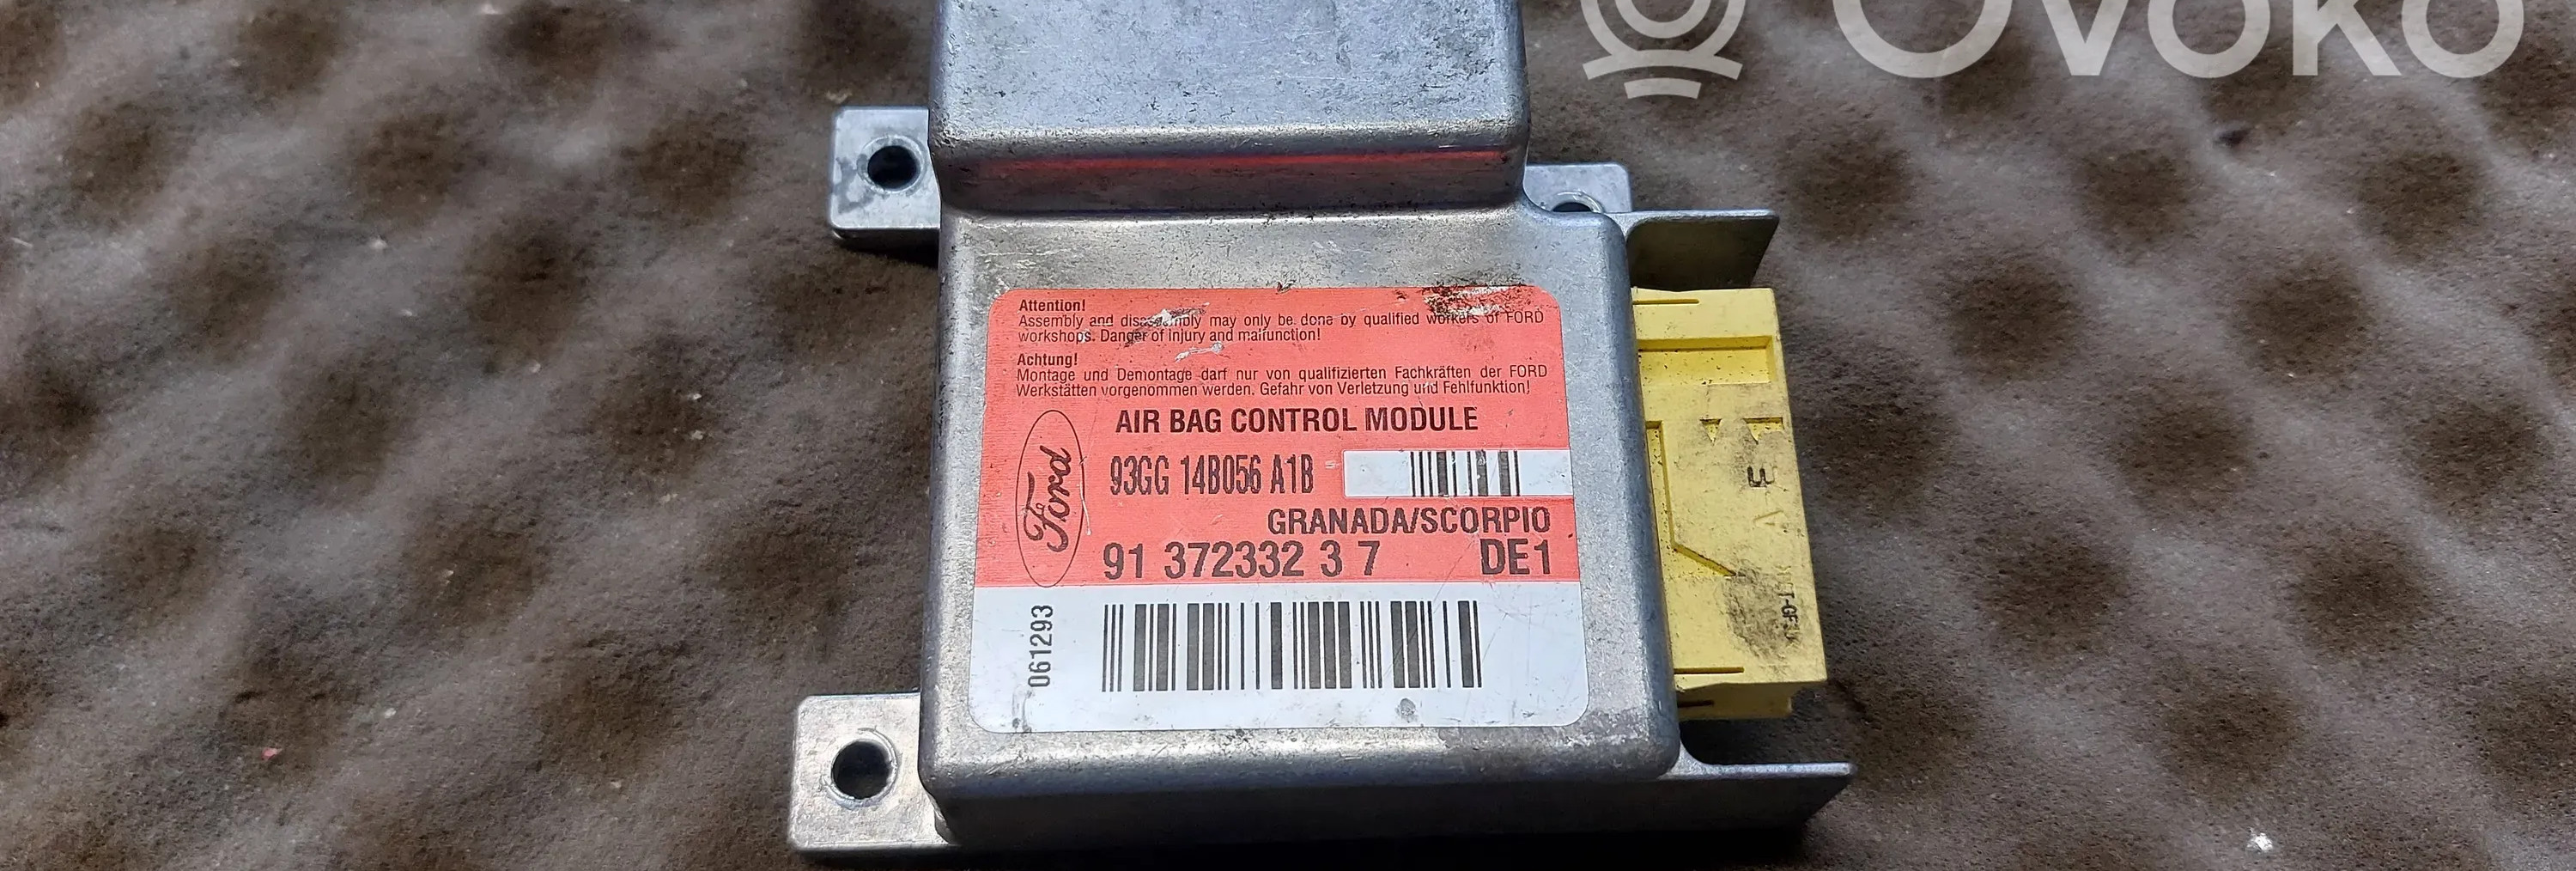 Ovoko
Attention!
Assembly and disassembly may only be done by qualified workers of FORD
workshops. Danger of injury and malfunction!
Achtung!
Montage und Demontage darf nur von qualifizierten Fachkräften der FORD
Werkstätten vorgenommen werden. Gefahr von Verletzung und Fehlfunktion!
AIR BAG CONTROL MODULE
93GG 14B056 A1B
GRANADA/SCORPIO
Ford
91 372332 3 7 DE1
061293